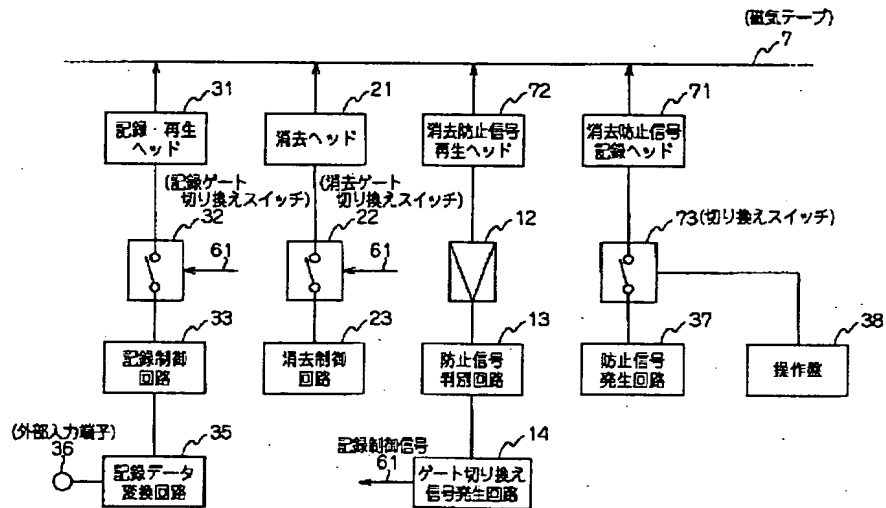 (磁気テープ)
7
31
21
72
71
記録・再生
ヘッド
消去ヘッド
消去防止信号
再生ヘッド
消去防止信号
記録ヘッド
(記録ゲート
切り換えスイッチ)
(消去ゲート
切り換えスイッチ)
32
22
12
73(切り換えスイッチ)
61
61
33
23
13
37
38
記録制御
回路
消去制御
回路
防止信号
判別回路
防止信号
発生回路
操作盤
(外部入力端子)
36
35
記録制御信号
61
14
記録データ
変換回路
ゲート切り換え
信号発生回路